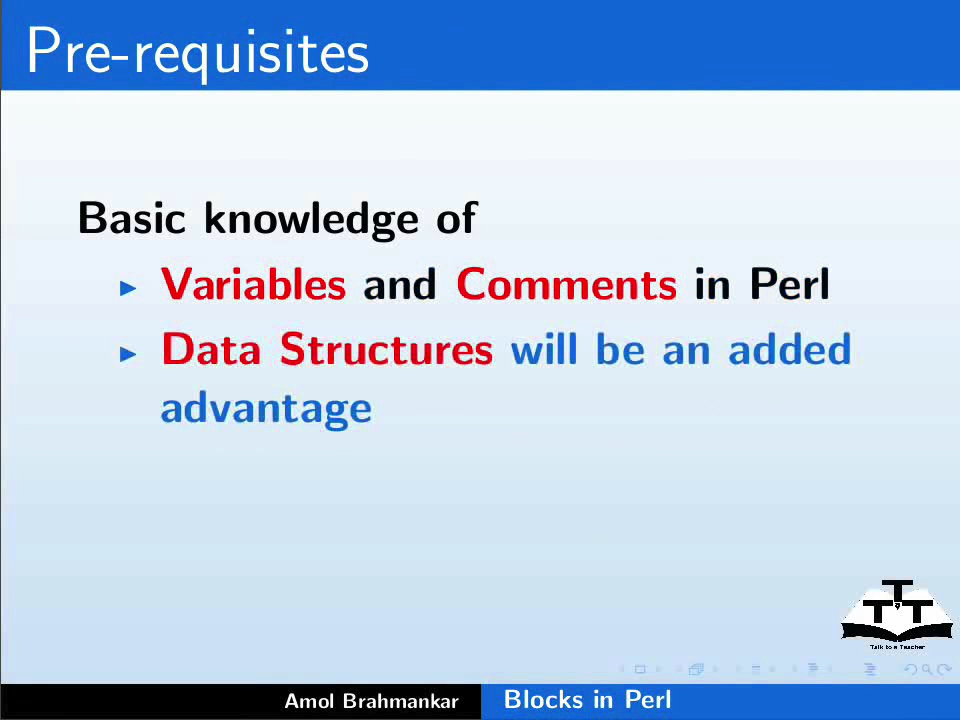 Pre-requisites
Basic knowledge of
Variables and Comments in Perl
Data Structures will be an added
advantage
T
T T
Talk to a Teacher
Amol Brahmankar
Blocks in Perl